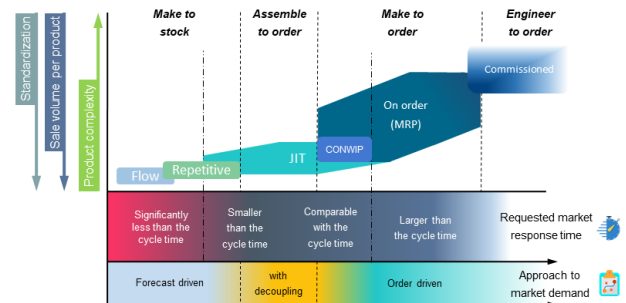 Make to
stock
Assemble
to order
Make to
order
Engineer
to order
Standardization
Sale volume per product
Product complexity
Commissioned
On order
(MRP)
CONWIP
JIT
Repetitive
Flow
Significantly
less than the
cycle time
Smaller
than the
cycle time
Comparable
with the
cycle time
Larger than
the cycle time
Requested market
response time
Forecast driven
with
decoupling
Order driven
Approach to
market demand